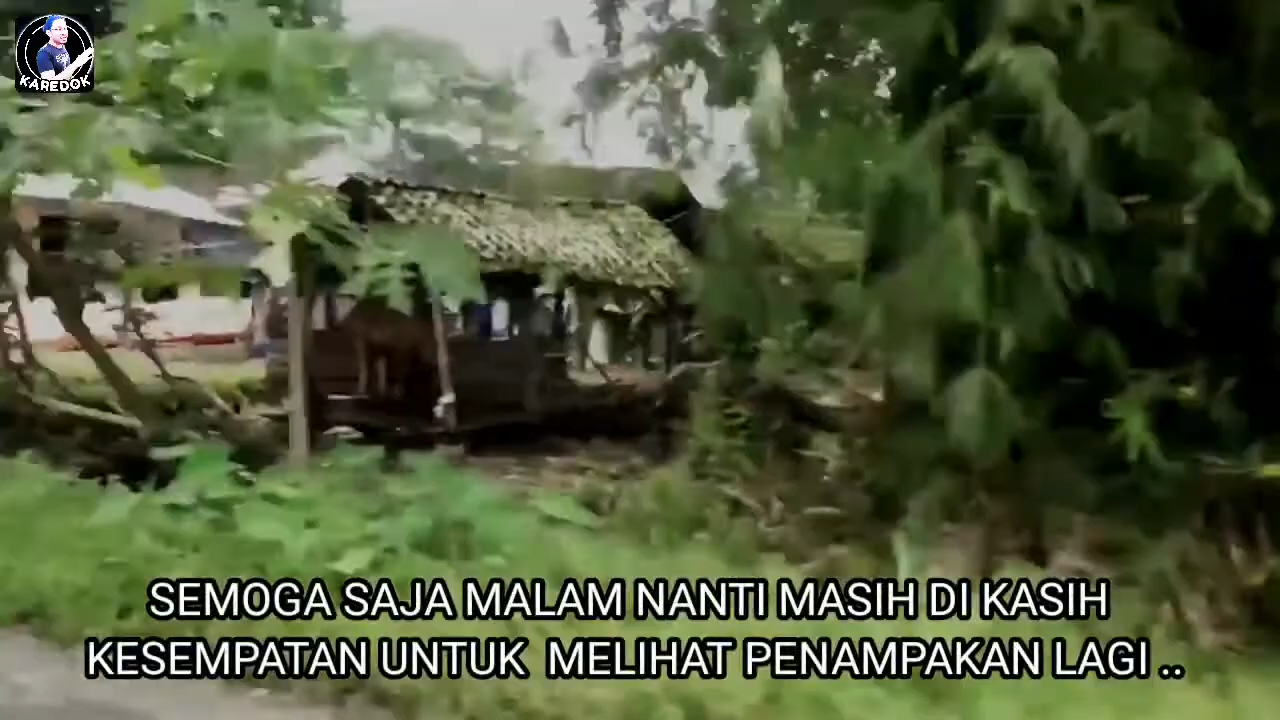 KAREDOK
SEMOGA SAJA MALAM NANTI MASIH DI KASIH
KESEMPATAN UNTUK MELIHAT PENAMPAKAN LAGI ..